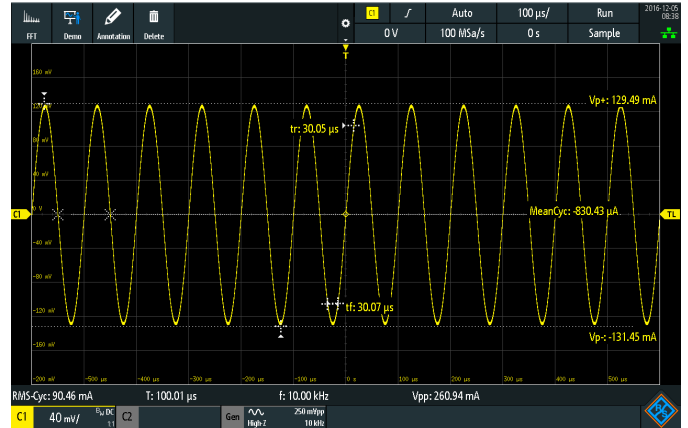 FFT
Demo
Annotation
Delete
C1
Auto
100 µs/
Run
2016-12-05
08:38
0 V
100 MSa/s
0 s
Sample
T
160 mV
Vp+: 129.49 mA
tr: 30.05 µs
80 mV
40 mV
0 V
C1
MeanCyc: -830.43 µA
TL
-40 mV
-80 mV
tf: 30.07 µs
-120 mV
Vp-: -131.45 mA
-160 mV
-200 mV
-500 µs
-400 µs
-300 µs
-200 µs
-100 µs
0 s
100 µs
200 µs
300 µs
400 µs
500 µs
RMS-Cyc: 90.46 mA
T: 100.01 µs
f: 10.00 kHz
Vpp: 260.94 mA
C1
40 mV/
BW DC
1:1
C2
Gen
250 mVpp
High-Z
10 kHz
R&S